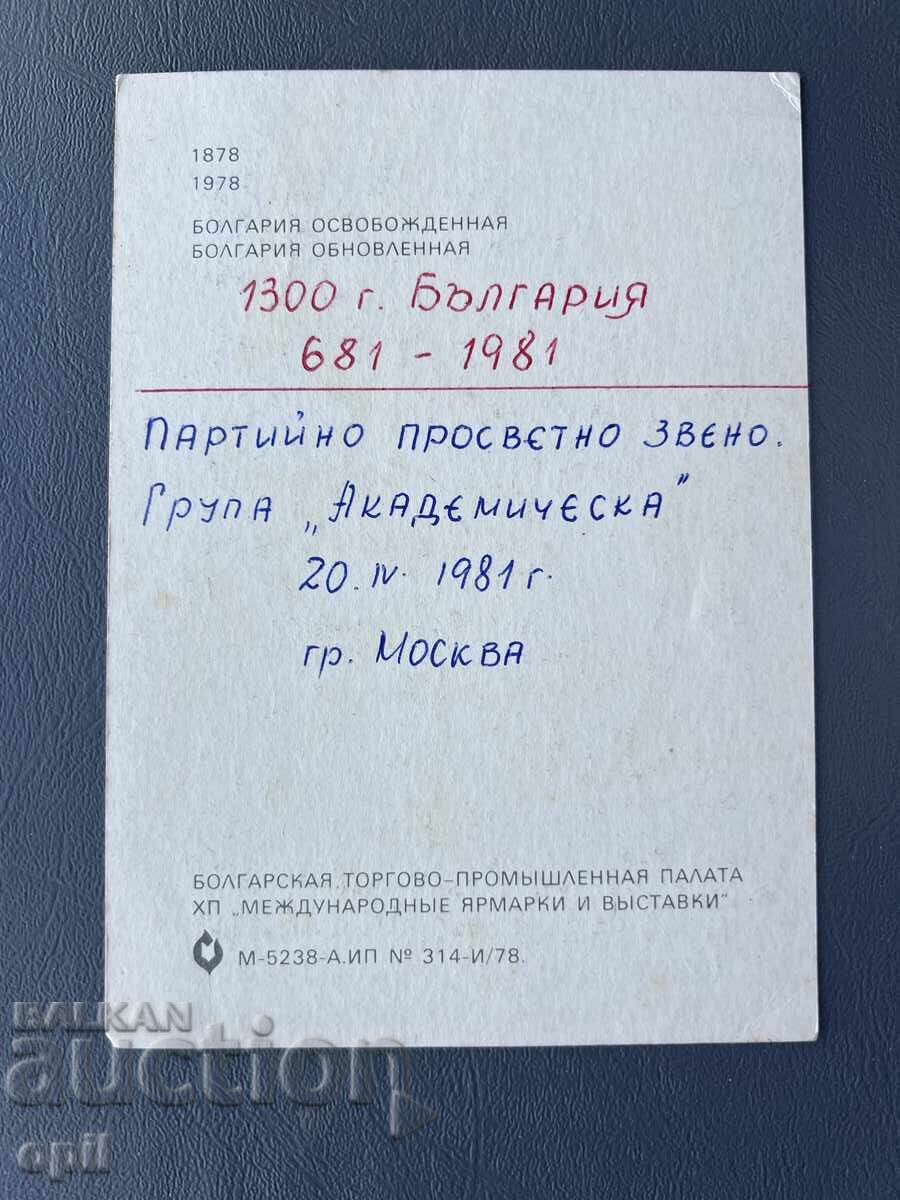 1878
1978
БОЛГАРИЯ ОСВОБОЖДЕННАЯ
БОЛГАРИЯ ОБНОВЛЕННАЯ
1300 г. България
681 - 1981
Партийно просветно звено.
Група „Академическа"
20. IV. 1981 г.
гр. Москва
БОЛГАРСКАЯ ТОРГОВО-ПРОМЫШЛЕННАЯ ПАЛАТА
ХП „МЕЖДУНАРОДНЫЕ ЯРМАРКИ И ВЫСТАВКИ"
М-5238-А.ИП № 314-И/78.
BALKAN
auction
opil